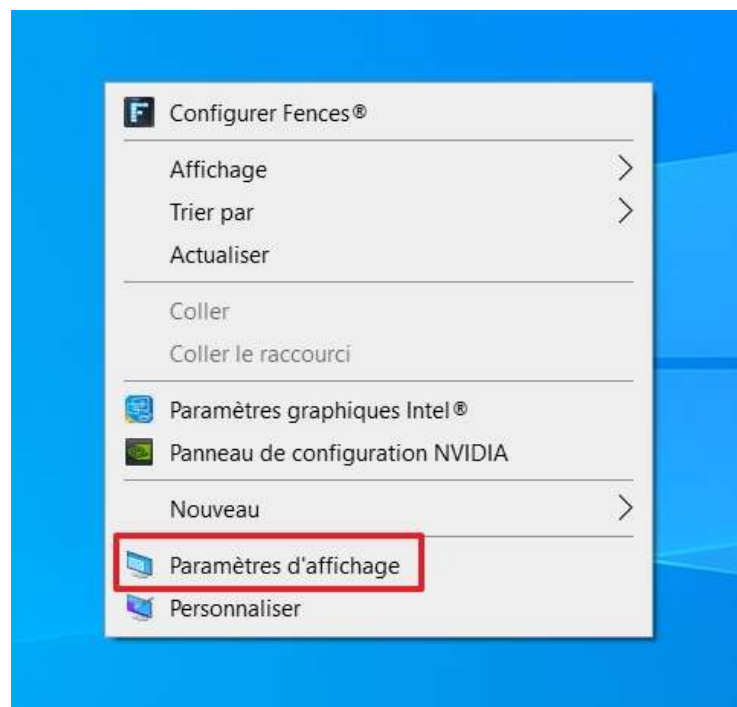 Configurer Fences®
Affichage
Trier par
Actualiser
Coller
Coller le raccourci
Paramètres graphiques Intel®
Panneau de configuration NVIDIA
Nouveau
Paramètres d'affichage
Personnaliser